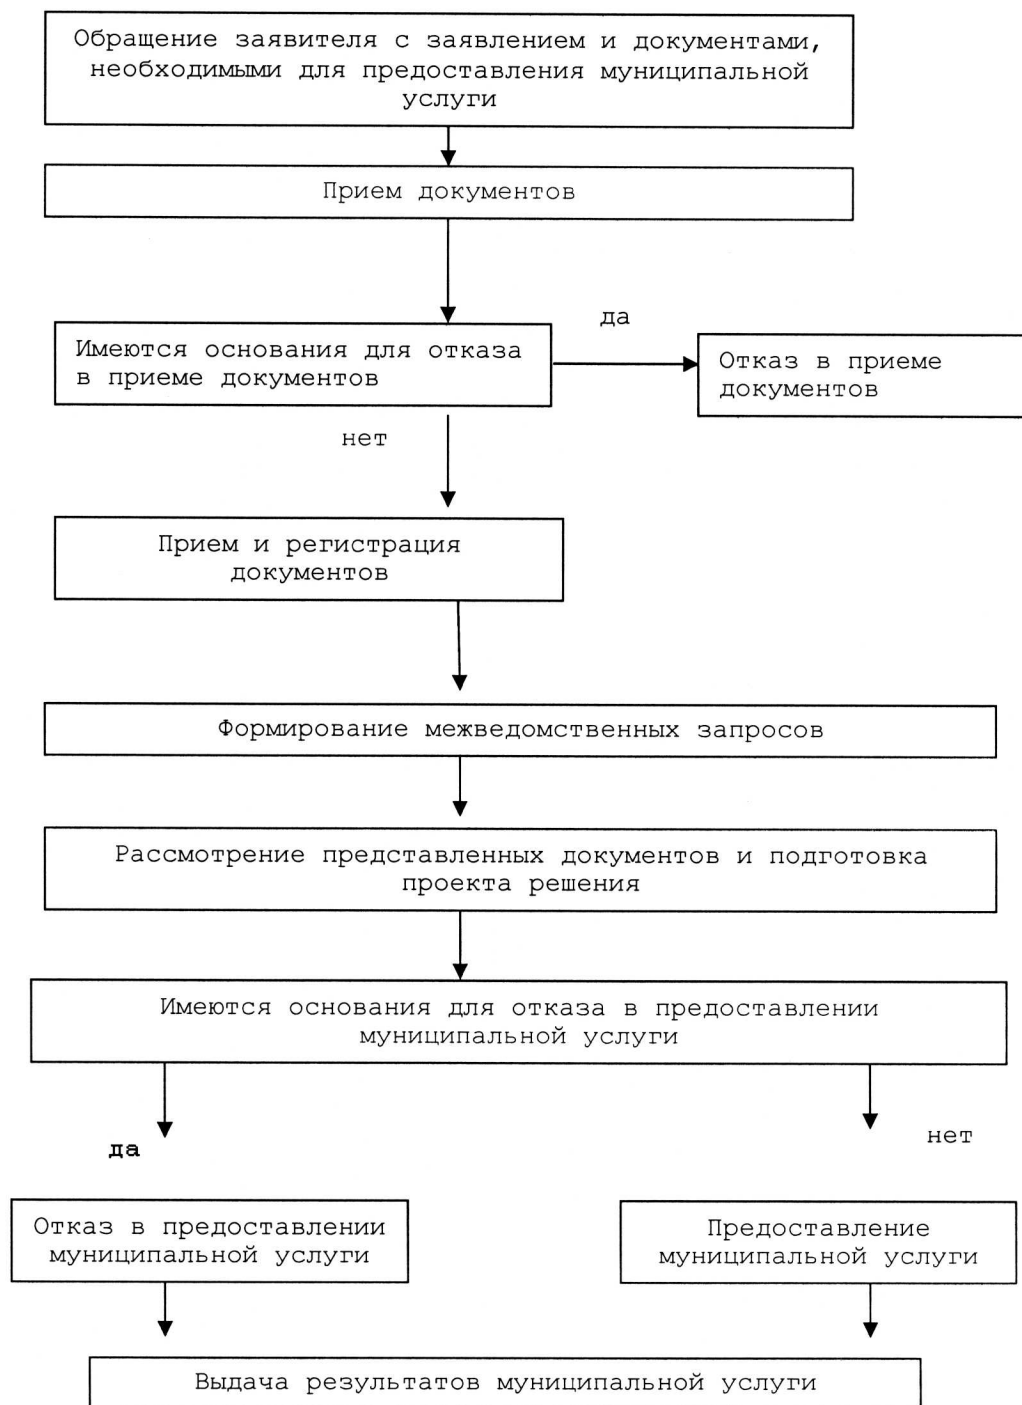 Обращение заявителя с заявлением и документами,
необходимыми для предоставления муниципальной
услуги
Прием документов
да
Имеются основания для отказа
в приеме документов
Отказ в приеме
документов
нет
Прием и регистрация
документов
Формирование межведомственных запросов
Рассмотрение представленных документов и подготовка
проекта решения
Имеются основания для отказа в предоставлении
муниципальной услуги
да
нет
Отказ в предоставлении
муниципальной услуги
Предоставление
муниципальной услуги
Выдача результатов муниципальной услуги